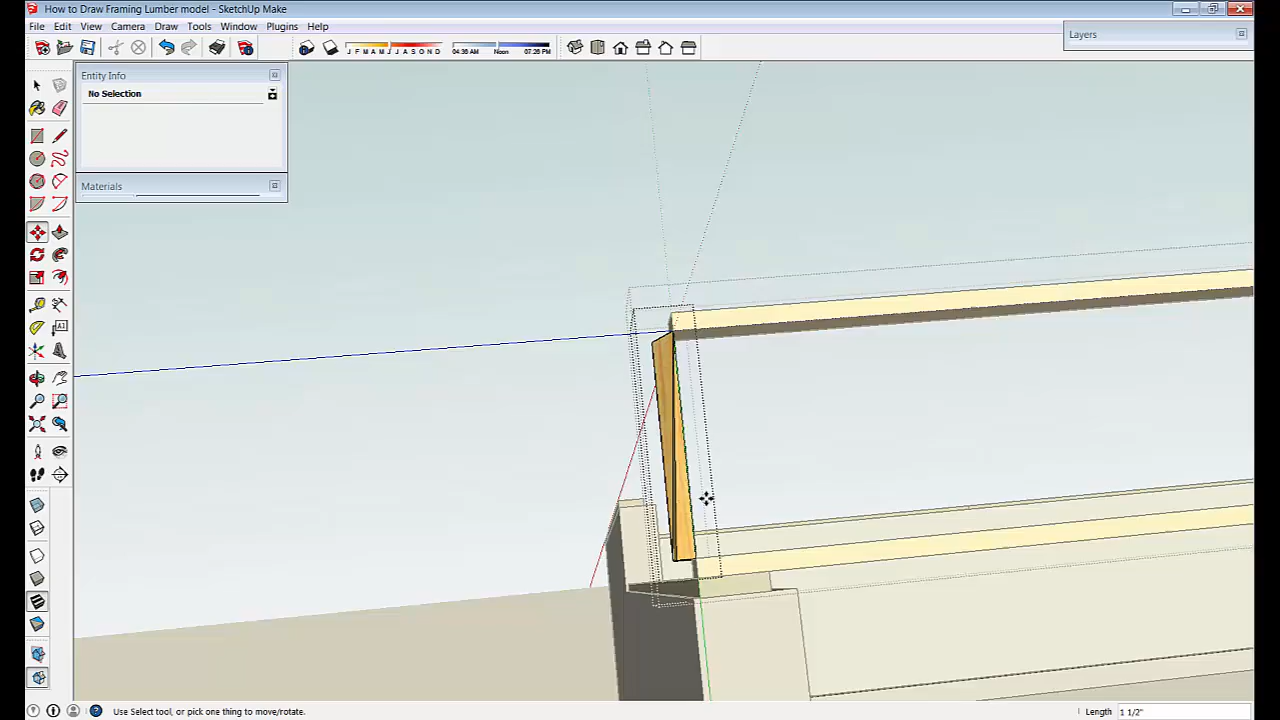 How to Draw Framing Lumber model - SketchUp Make
File Edit View Camera Draw Tools Window Plugins Help
J F M A M J J A S O N D 04:36 AM Noon 07:26 PM
Layers
Entity Info
No Selection
Materials
Use Select tool, or pick one thing to move/rotate. Length 1 1/2"